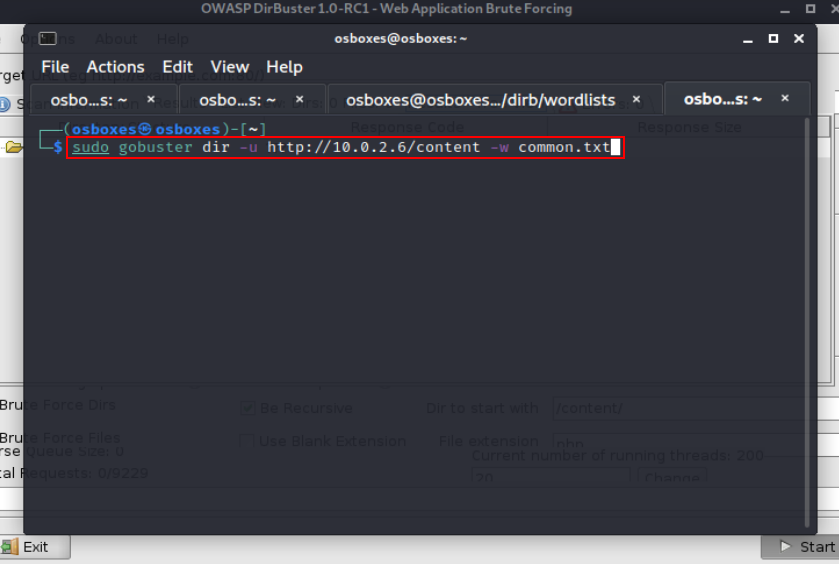 OWASP DirBuster 1.0-RC1 - Web Application Brute Forcing
Options About Help
osboxes@osboxes: ~
File Actions Edit View Help
osbo...s: ~ × osbo...s: ~ × osboxes@osboxes.../dirb/wordlists × osbo...s: ~ ×
Response Code Response Size
(osboxes㉿osboxes)-[~]
$ sudo gobuster dir -u http://10.0.2.6/content -w common.txt
Brute Force Dirs Be Recursive Dir to start with /content/
Brute Force Files Use Blank Extension File extension php
rse Queue Size: 0 Current number of running threads: 200
tal Requests: 0/9229 20 Change
Exit Start